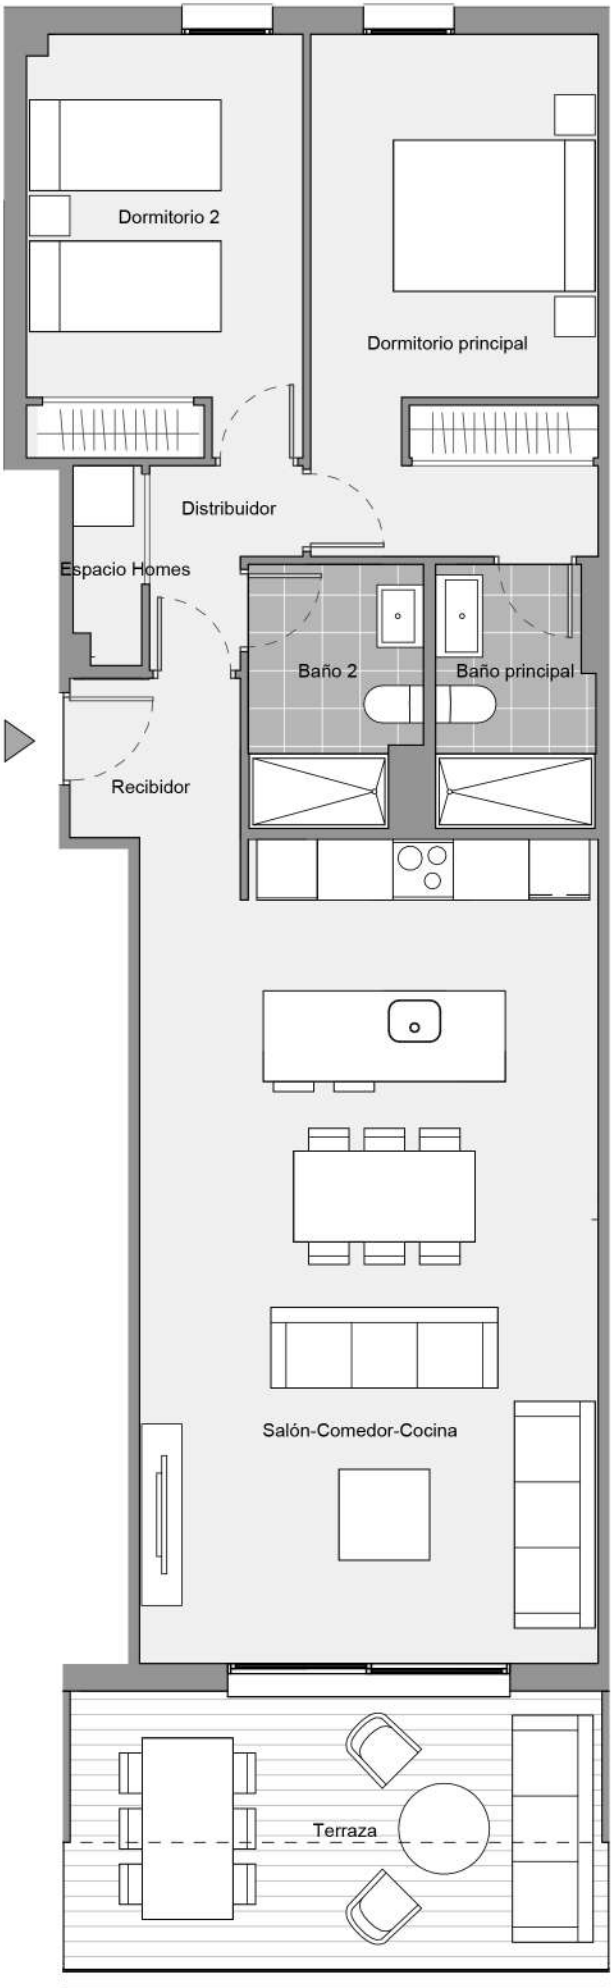 Dormitorio 2
Dormitorio principal
Distribuidor
Espacio Homes
Baño 2
Baño principal
Recibidor
Salón-Comedor-Cocina
Terraza